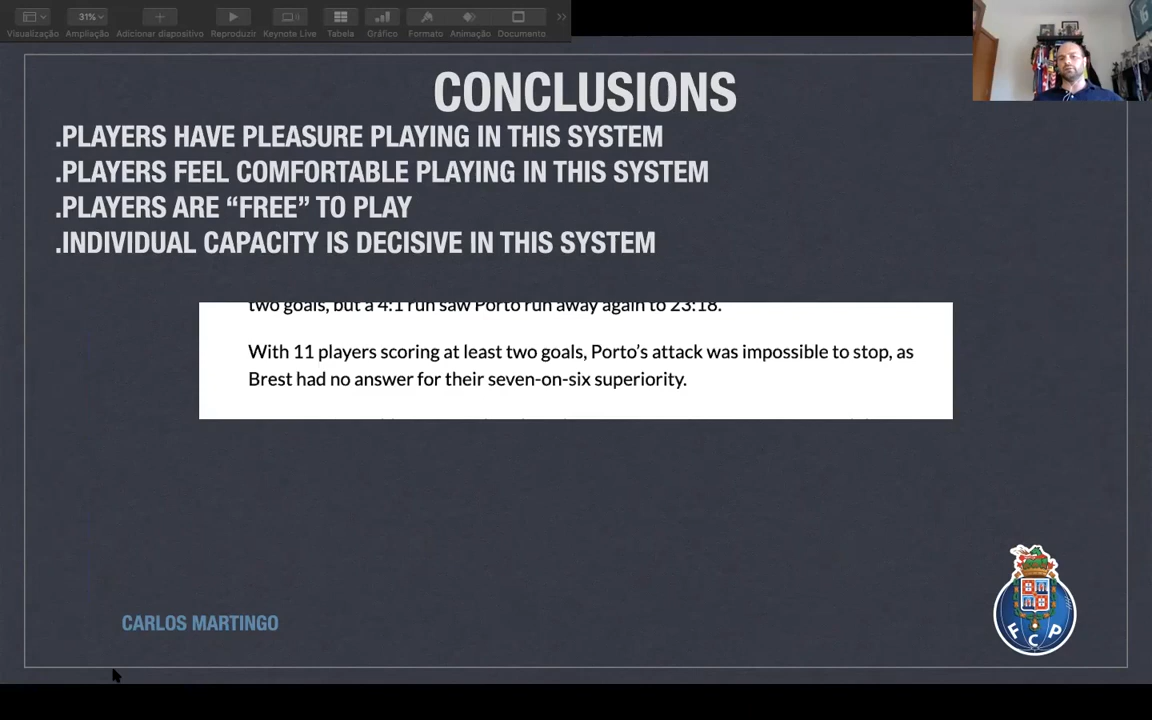 31%
Visualização Ampliação Adicionar dispositivo Reproduzir Keynote Live Tabela Gráfico Formato Animação Documento
CONCLUSIONS
.PLAYERS HAVE PLEASURE PLAYING IN THIS SYSTEM
.PLAYERS FEEL COMFORTABLE PLAYING IN THIS SYSTEM
.PLAYERS ARE “FREE” TO PLAY
.INDIVIDUAL CAPACITY IS DECISIVE IN THIS SYSTEM
two goals, but a 4:1 run saw Porto run away again to 23:18.
With 11 players scoring at least two goals, Porto’s attack was impossible to stop, as
Brest had no answer for their seven-on-six superiority.
CARLOS MARTINGO
F C P